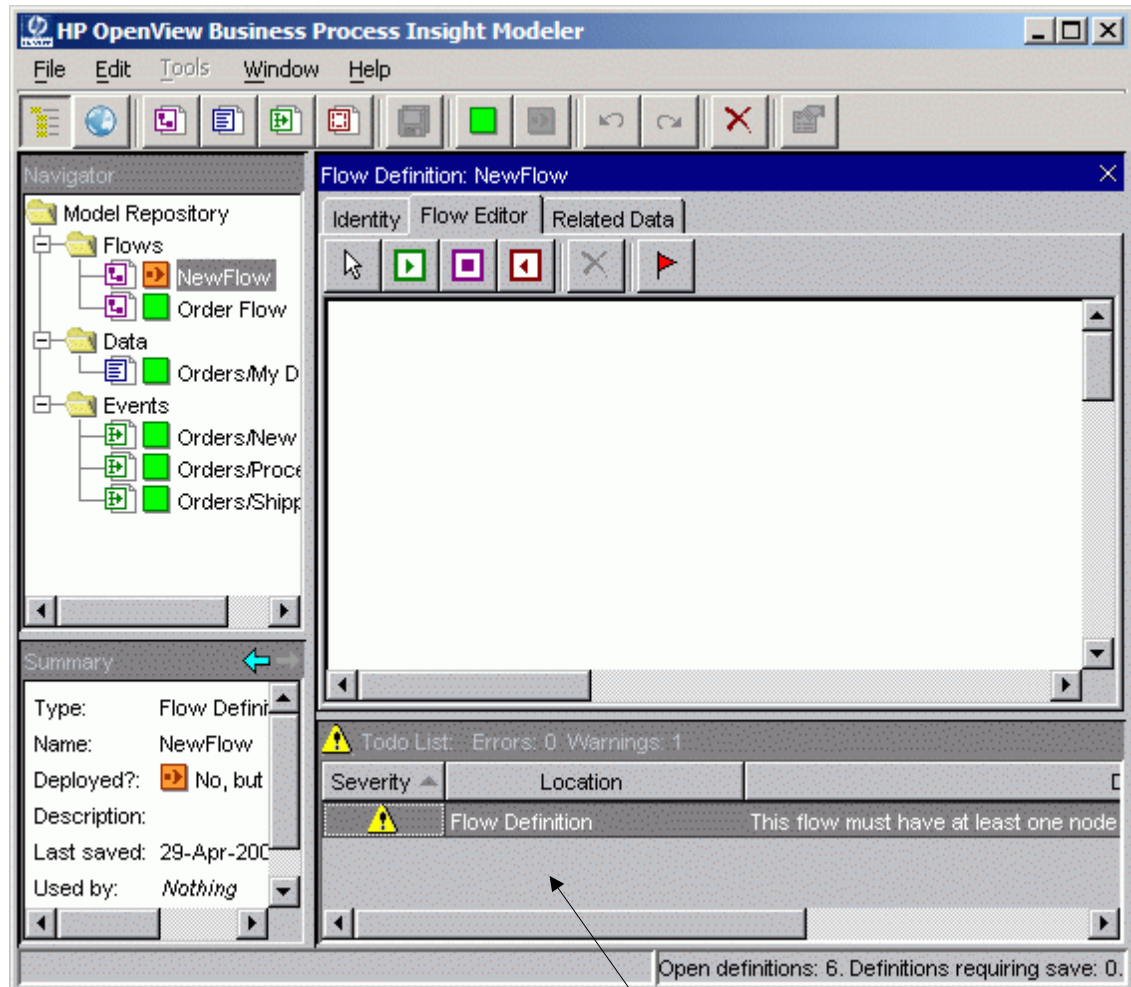 HP OpenView Business Process Insight Modeler
File Edit Tools Window Help
Navigator
Model Repository
Flows
NewFlow
Order Flow
Data
Orders/My D
Events
Orders/New
Orders/Proce
Orders/Shipp
Summary
Type: Flow Defini
Name: NewFlow
Deployed?: No, but
Description:
Last saved: 29-Apr-200
Used by: Nothing
Flow Definition: NewFlow
Identity Flow Editor Related Data
Todo List: Errors: 0 Warnings: 1
Severity Location D
Flow Definition This flow must have at least one node
Open definitions: 6. Definitions requiring save: 0.